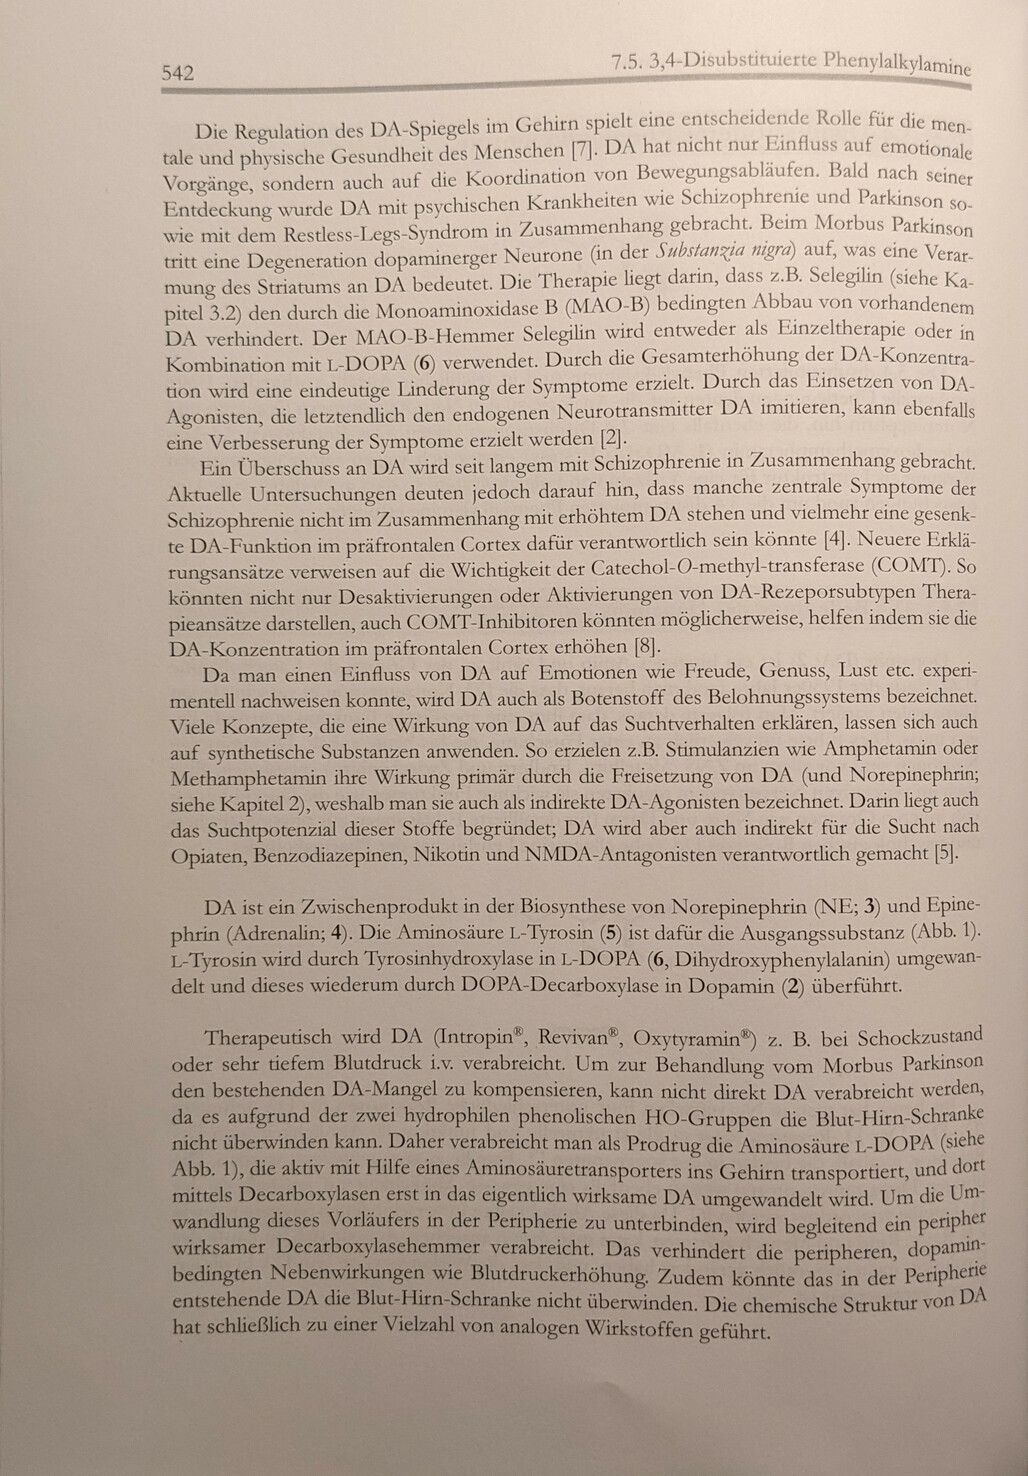 542
7.5. 3,4-Disubstituierte Phenylalkylamine
Die Regulation des DA-Spiegels im Gehirn spielt eine entscheidende Rolle für die men-
tale und physische Gesundheit des Menschen [7]. DA hat nicht nur Einfluss auf emotionale
Vorgänge, sondern auch auf die Koordination von Bewegungsabläufen. Bald nach seiner
Entdeckung wurde DA mit psychischen Krankheiten wie Schizophrenie und Parkinson so-
wie mit dem Restless-Legs-Syndrom in Zusammenhang gebracht. Beim Morbus Parkinson
tritt eine Degeneration dopaminerger Neurone (in der Substanzia nigra) auf, was eine Verar-
mung des Striatums an DA bedeutet. Die Therapie liegt darin, dass z.B. Selegilin (siehe Ka-
pitel 3.2) den durch die Monoaminoxidase B (MAO-B) bedingten Abbau von vorhandenem
DA verhindert. Der MAO-B-Hemmer Selegilin wird entweder als Einzeltherapie oder in
Kombination mit L-DOPA (6) verwendet. Durch die Gesamterhöhung der DA-Konzentra-
tion wird eine eindeutige Linderung der Symptome erzielt. Durch das Einsetzen von DA-
Agonisten, die letztendlich den endogenen Neurotransmitter DA imitieren, kann ebenfalls
eine Verbesserung der Symptome erzielt werden [2].
Ein Überschuss an DA wird seit langem mit Schizophrenie in Zusammenhang gebracht.
Aktuelle Untersuchungen deuten jedoch darauf hin, dass manche zentrale Symptome der
Schizophrenie nicht im Zusammenhang mit erhöhtem DA stehen und vielmehr eine gesenk-
te DA-Funktion im präfrontalen Cortex dafür verantwortlich sein könnte [4]. Neuere Erklä-
rungsansätze verweisen auf die Wichtigkeit der Catechol-O-methyl-transferase (COMT). So
könnten nicht nur Desaktivierungen oder Aktivierungen von DA-Rezeporsubtypen Thera-
pieansätze darstellen, auch COMT-Inhibitoren könnten möglicherweise, helfen indem sie die
DA-Konzentration im präfrontalen Cortex erhöhen [8].
Da man einen Einfluss von DA auf Emotionen wie Freude, Genuss, Lust etc. experi-
mentell nachweisen konnte, wird DA auch als Botenstoff des Belohnungssystems bezeichnet.
Viele Konzepte, die eine Wirkung von DA auf das Suchtverhalten erklären, lassen sich auch
auf synthetische Substanzen anwenden. So erzielen z.B. Stimulanzien wie Amphetamin oder
Methamphetamin ihre Wirkung primär durch die Freisetzung von DA (und Norepinephrin;
siehe Kapitel 2), weshalb man sie auch als indirekte DA-Agonisten bezeichnet. Darin liegt auch
das Suchtpotenzial dieser Stoffe begründet; DA wird aber auch indirekt für die Sucht nach
Opiaten, Benzodiazepinen, Nikotin und NMDA-Antagonisten verantwortlich gemacht [5].
DA ist ein Zwischenprodukt in der Biosynthese von Norepinephrin (NE; 3) und Epine-
phrin (Adrenalin; 4). Die Aminosäure L-Tyrosin (5) ist dafür die Ausgangssubstanz (Abb. 1).
L-Tyrosin wird durch Tyrosinhydroxylase in L-DOPA (6, Dihydroxyphenylalanin) umgewan-
delt und dieses wiederum durch DOPA-Decarboxylase in Dopamin (2) überführt.
Therapeutisch wird DA (Intropin®, Revivan®, Oxytyramin®) z. B. bei Schockzustand
oder sehr tiefem Blutdruck i.v. verabreicht. Um zur Behandlung vom Morbus Parkinson
den bestehenden DA-Mangel zu kompensieren, kann nicht direkt DA verabreicht werden,
da es aufgrund der zwei hydrophilen phenolischen HO-Gruppen die Blut-Hirn-Schranke
nicht überwinden kann. Daher verabreicht man als Prodrug die Aminosäure L-DOPA (siehe
Abb. 1), die aktiv mit Hilfe eines Aminosäuretransporters ins Gehirn transportiert, und dort
mittels Decarboxylasen erst in das eigentlich wirksame DA umgewandelt wird. Um die Um-
wandlung dieses Vorläufers in der Peripherie zu unterbinden, wird begleitend ein peripher
wirksamer Decarboxylasehemmer verabreicht. Das verhindert die peripheren, dopamin-
bedingten Nebenwirkungen wie Blutdruckerhöhung. Zudem könnte das in der Peripherie
entstehende DA die Blut-Hirn-Schranke nicht überwinden. Die chemische Struktur von DA
hat schließlich zu einer Vielzahl von analogen Wirkstoffen geführt.